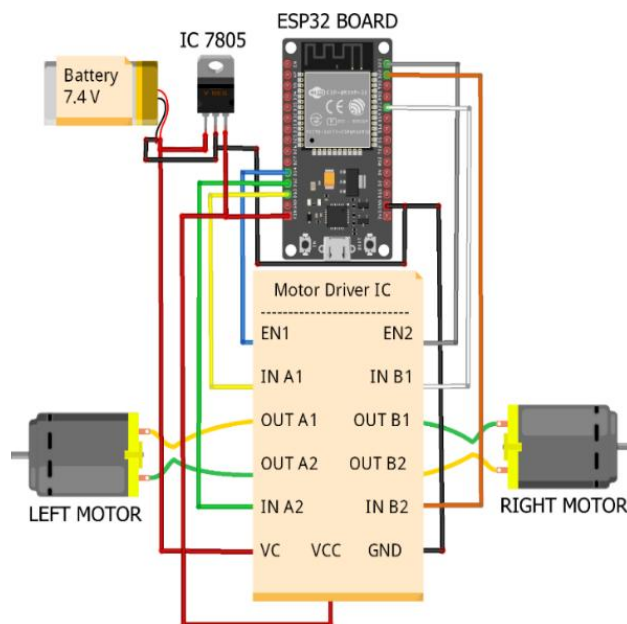 ESP32 BOARD
IC 7805
Battery
7.4 V
Motor Driver IC
EN1
EN2
IN A1
IN B1
OUT A1
OUT B1
OUT A2
OUT B2
LEFT MOTOR
RIGHT MOTOR
IN A2
IN B2
VC
VCC
GND